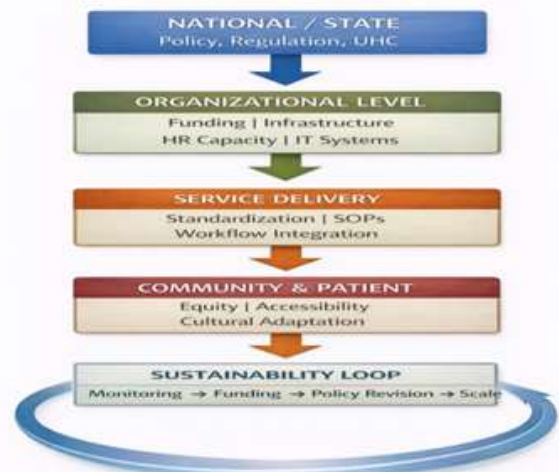 NATIONAL / STATE
Policy, Regulation, UHC
ORGANIZATIONAL LEVEL
Funding | Infrastructure
HR Capacity | IT Systems
SERVICE DELIVERY
Standardization | SOPs
Workflow Integration
COMMUNITY & PATIENT
Equity | Accessibility
Cultural Adaptation
SUSTAINABILITY LOOP
Monitoring → Funding → Policy Revision → Scale